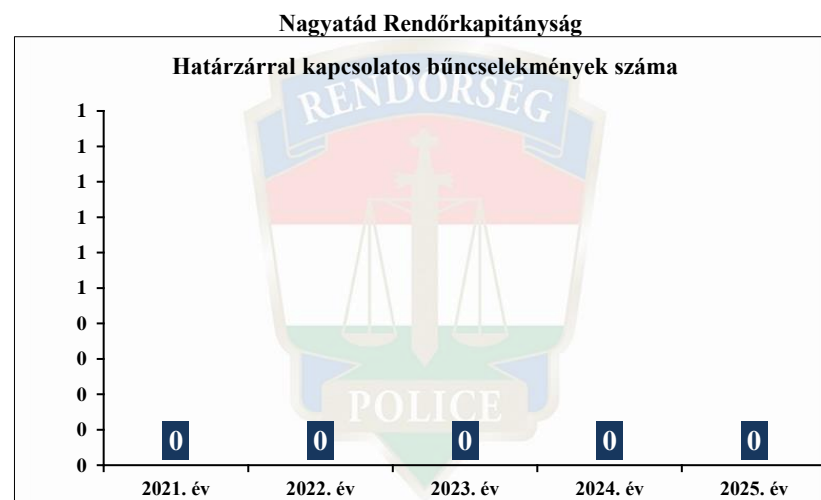 Nagyatád Rendőrkapitányság
Határzárral kapcsolatos bűncselekmények száma
RENDŐRSÉG
1
1
1
1
1
1
0
0
0
0
0
POLICE
0 0 0 0 0
2021. év 2022. év 2023. év 2024. év 2025. év